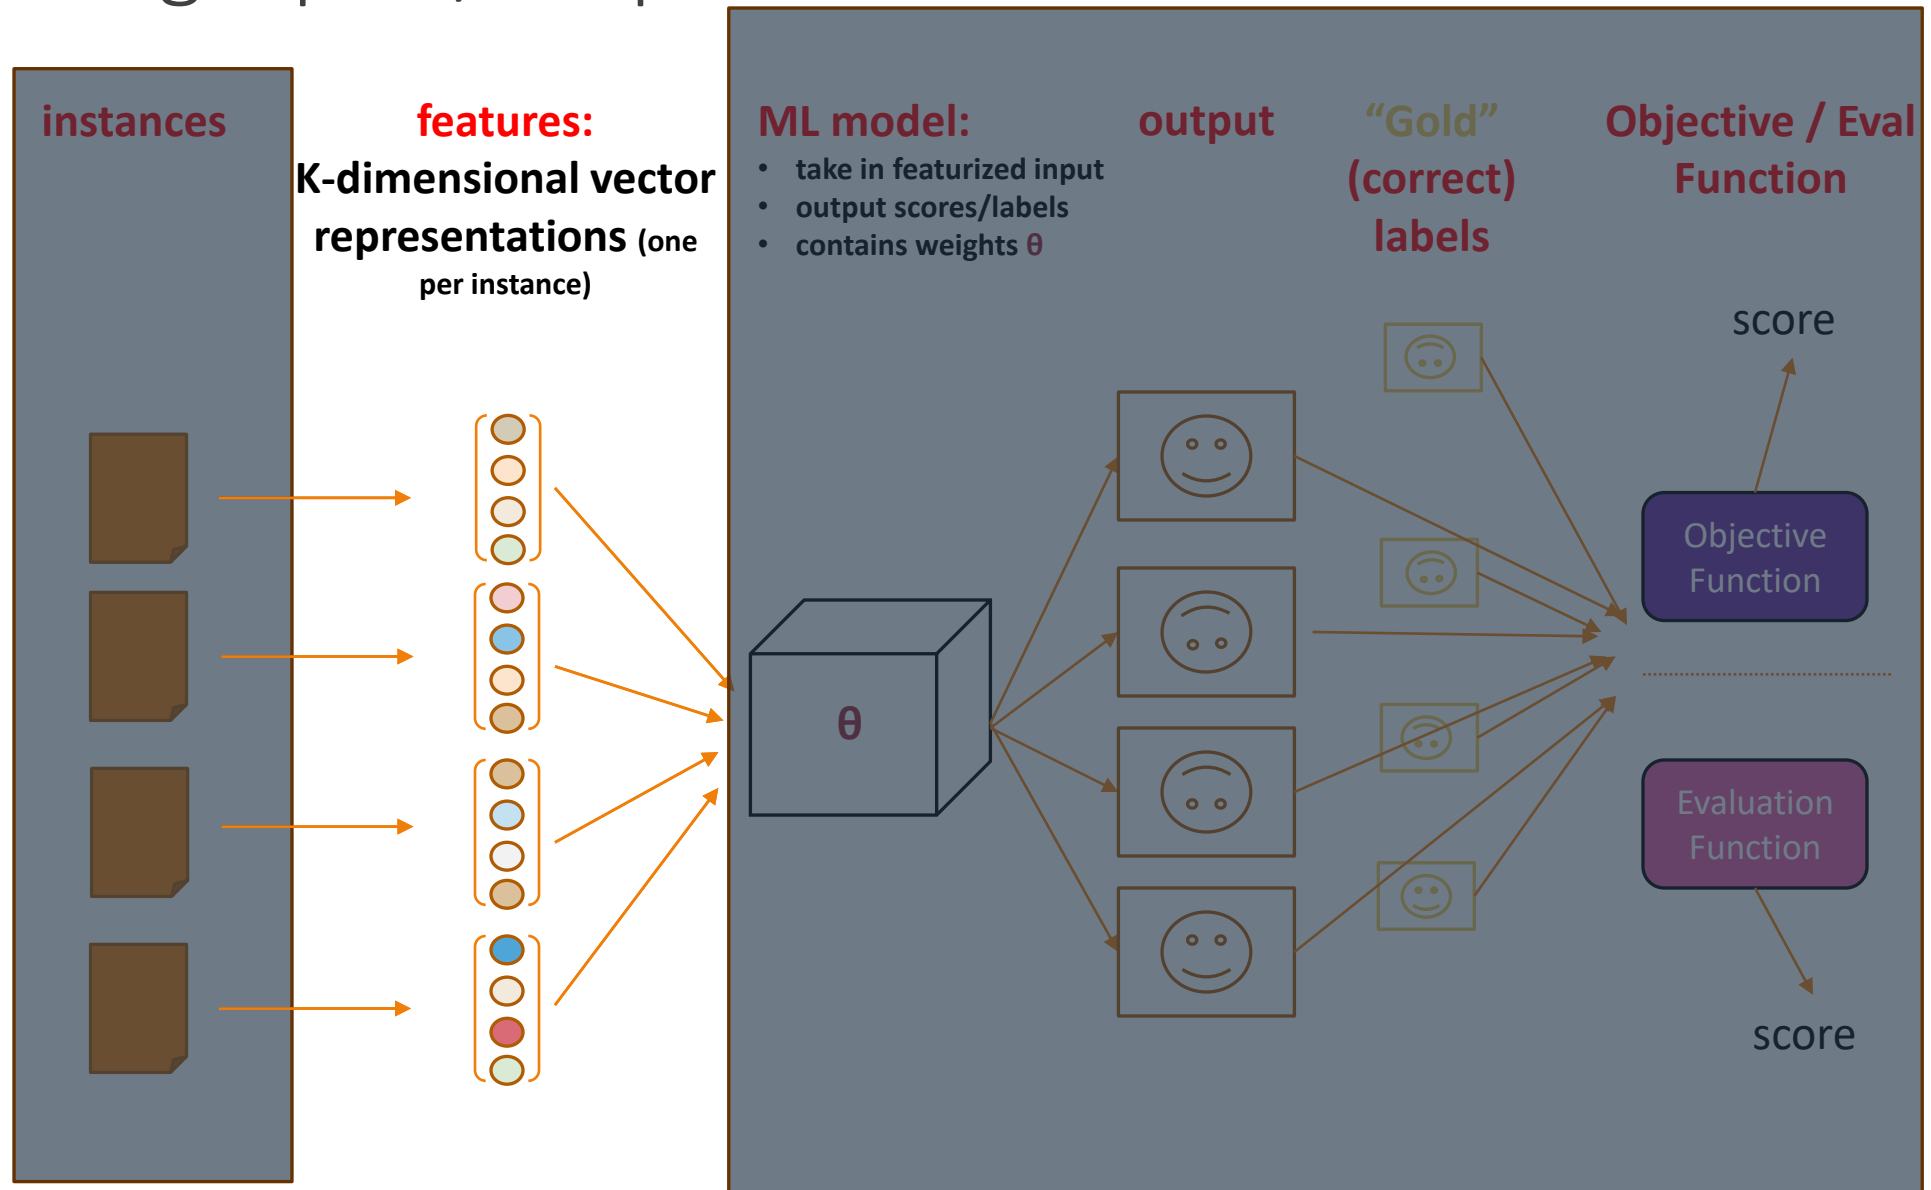 instances
features:
K-dimensional vector
representations (one
per instance)
ML model:
• take in featurized input
• output scores/labels
• contains weights θ
output
“Gold”
(correct)
labels
Objective / Eval
Function
score
Objective
Function
θ
Evaluation
Function
score